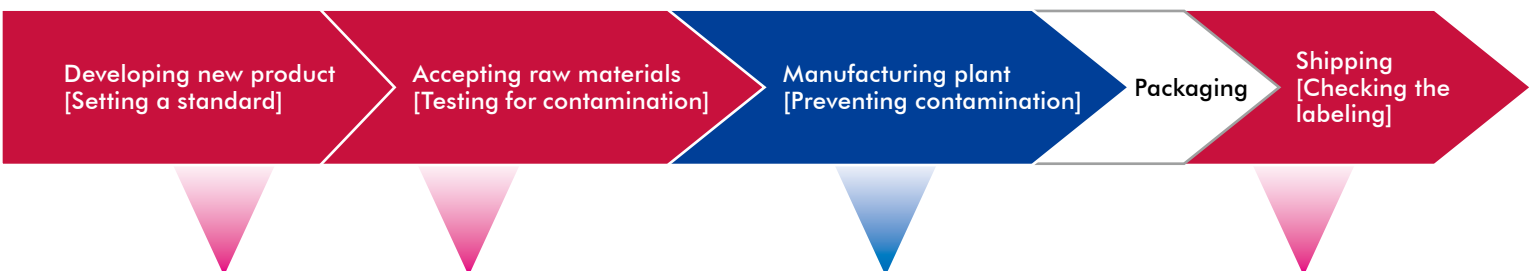 Developing new product
[Setting a standard]
Accepting raw materials
[Testing for contamination]
Manufacturing plant
[Preventing contamination]
Packaging
Shipping
[Checking the
labeling]